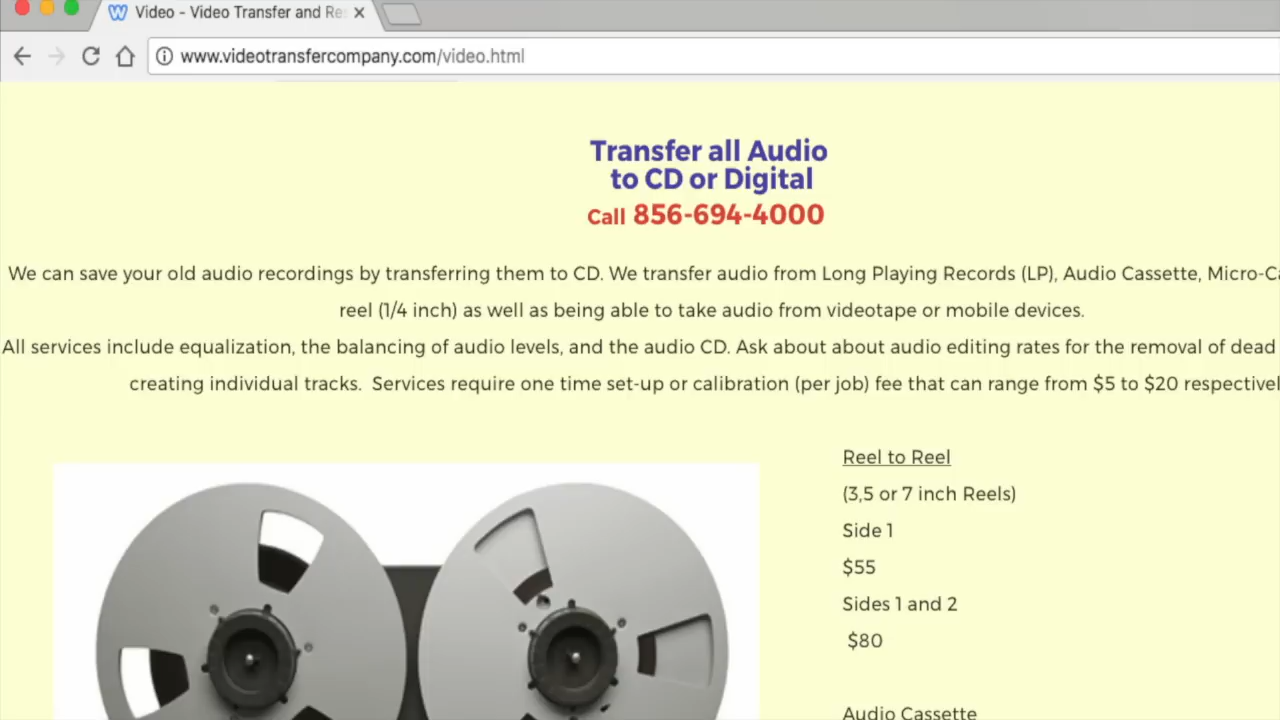 Video - Video Transfer and Re
www.videotransfercompany.com/video.html
Transfer all Audio
to CD or Digital
Call 856-694-4000
We can save your old audio recordings by transferring them to CD. We transfer audio from Long Playing Records (LP), Audio Cassette, Micro-Ca
reel (1/4 inch) as well as being able to take audio from videotape or mobile devices.
All services include equalization, the balancing of audio levels, and the audio CD. Ask about about audio editing rates for the removal of dead
creating individual tracks. Services require one time set-up or calibration (per job) fee that can range from $5 to $20 respectivel
Reel to Reel
(3,5 or 7 inch Reels)
Side 1
$55
Sides 1 and 2
$80
Audio Cassette